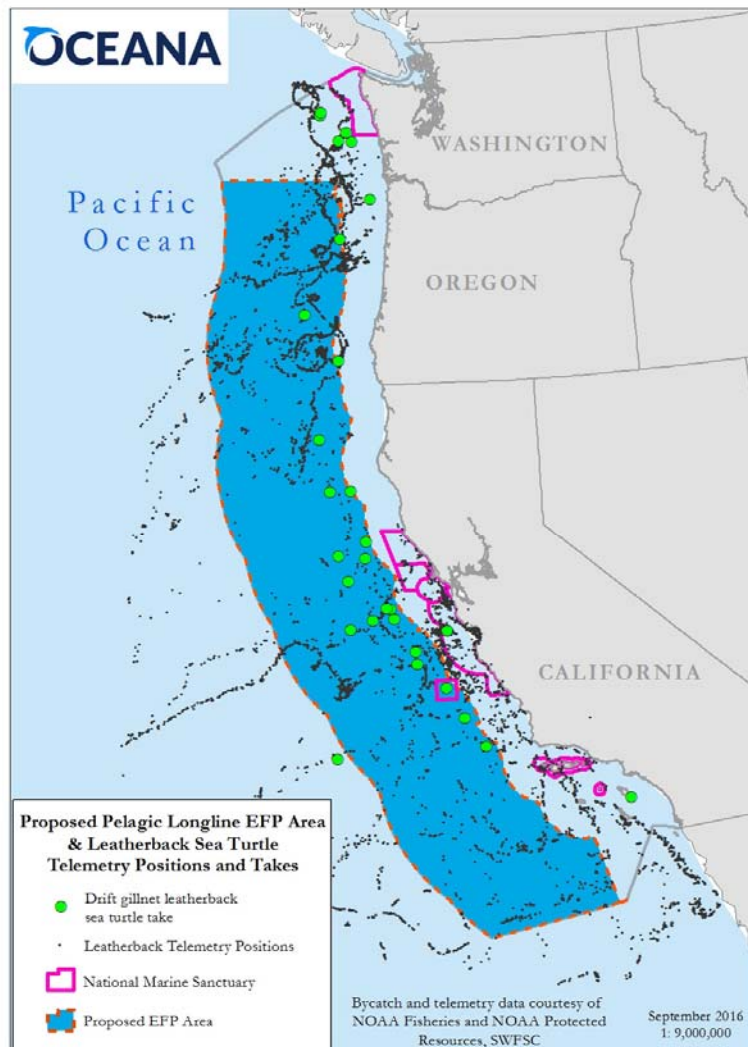 OCEANA
WASHINGTON
Pacific
Ocean
OREGON
CALIFORNIA
Proposed Pelagic Longline EFP Area
& Leatherback Sea Turtle
Telemetry Positions and Takes
Drift gillnet leatherback
sea turtle take
Leatherback Telemetry Positions
National Marine Sanctuary
Proposed EFP Area
Bycatch and telemetry data courtesy of
NOAA Fisheries and NOAA Protected
Resources, SWFSC
September 2016
1: 9,000,000